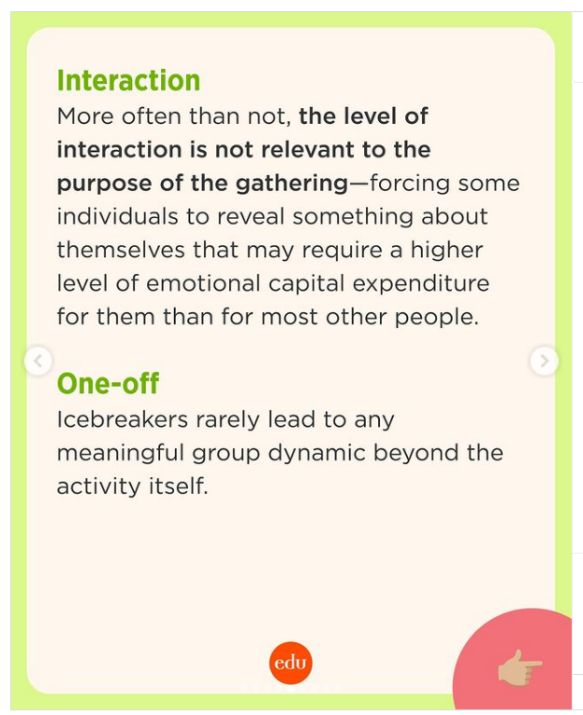 Interaction
More often than not, the level of
interaction is not relevant to the
purpose of the gathering—forcing some
individuals to reveal something about
themselves that may require a higher
level of emotional capital expenditure
for them than for most other people.
One-off
Icebreakers rarely lead to any
meaningful group dynamic beyond the
activity itself.
edu